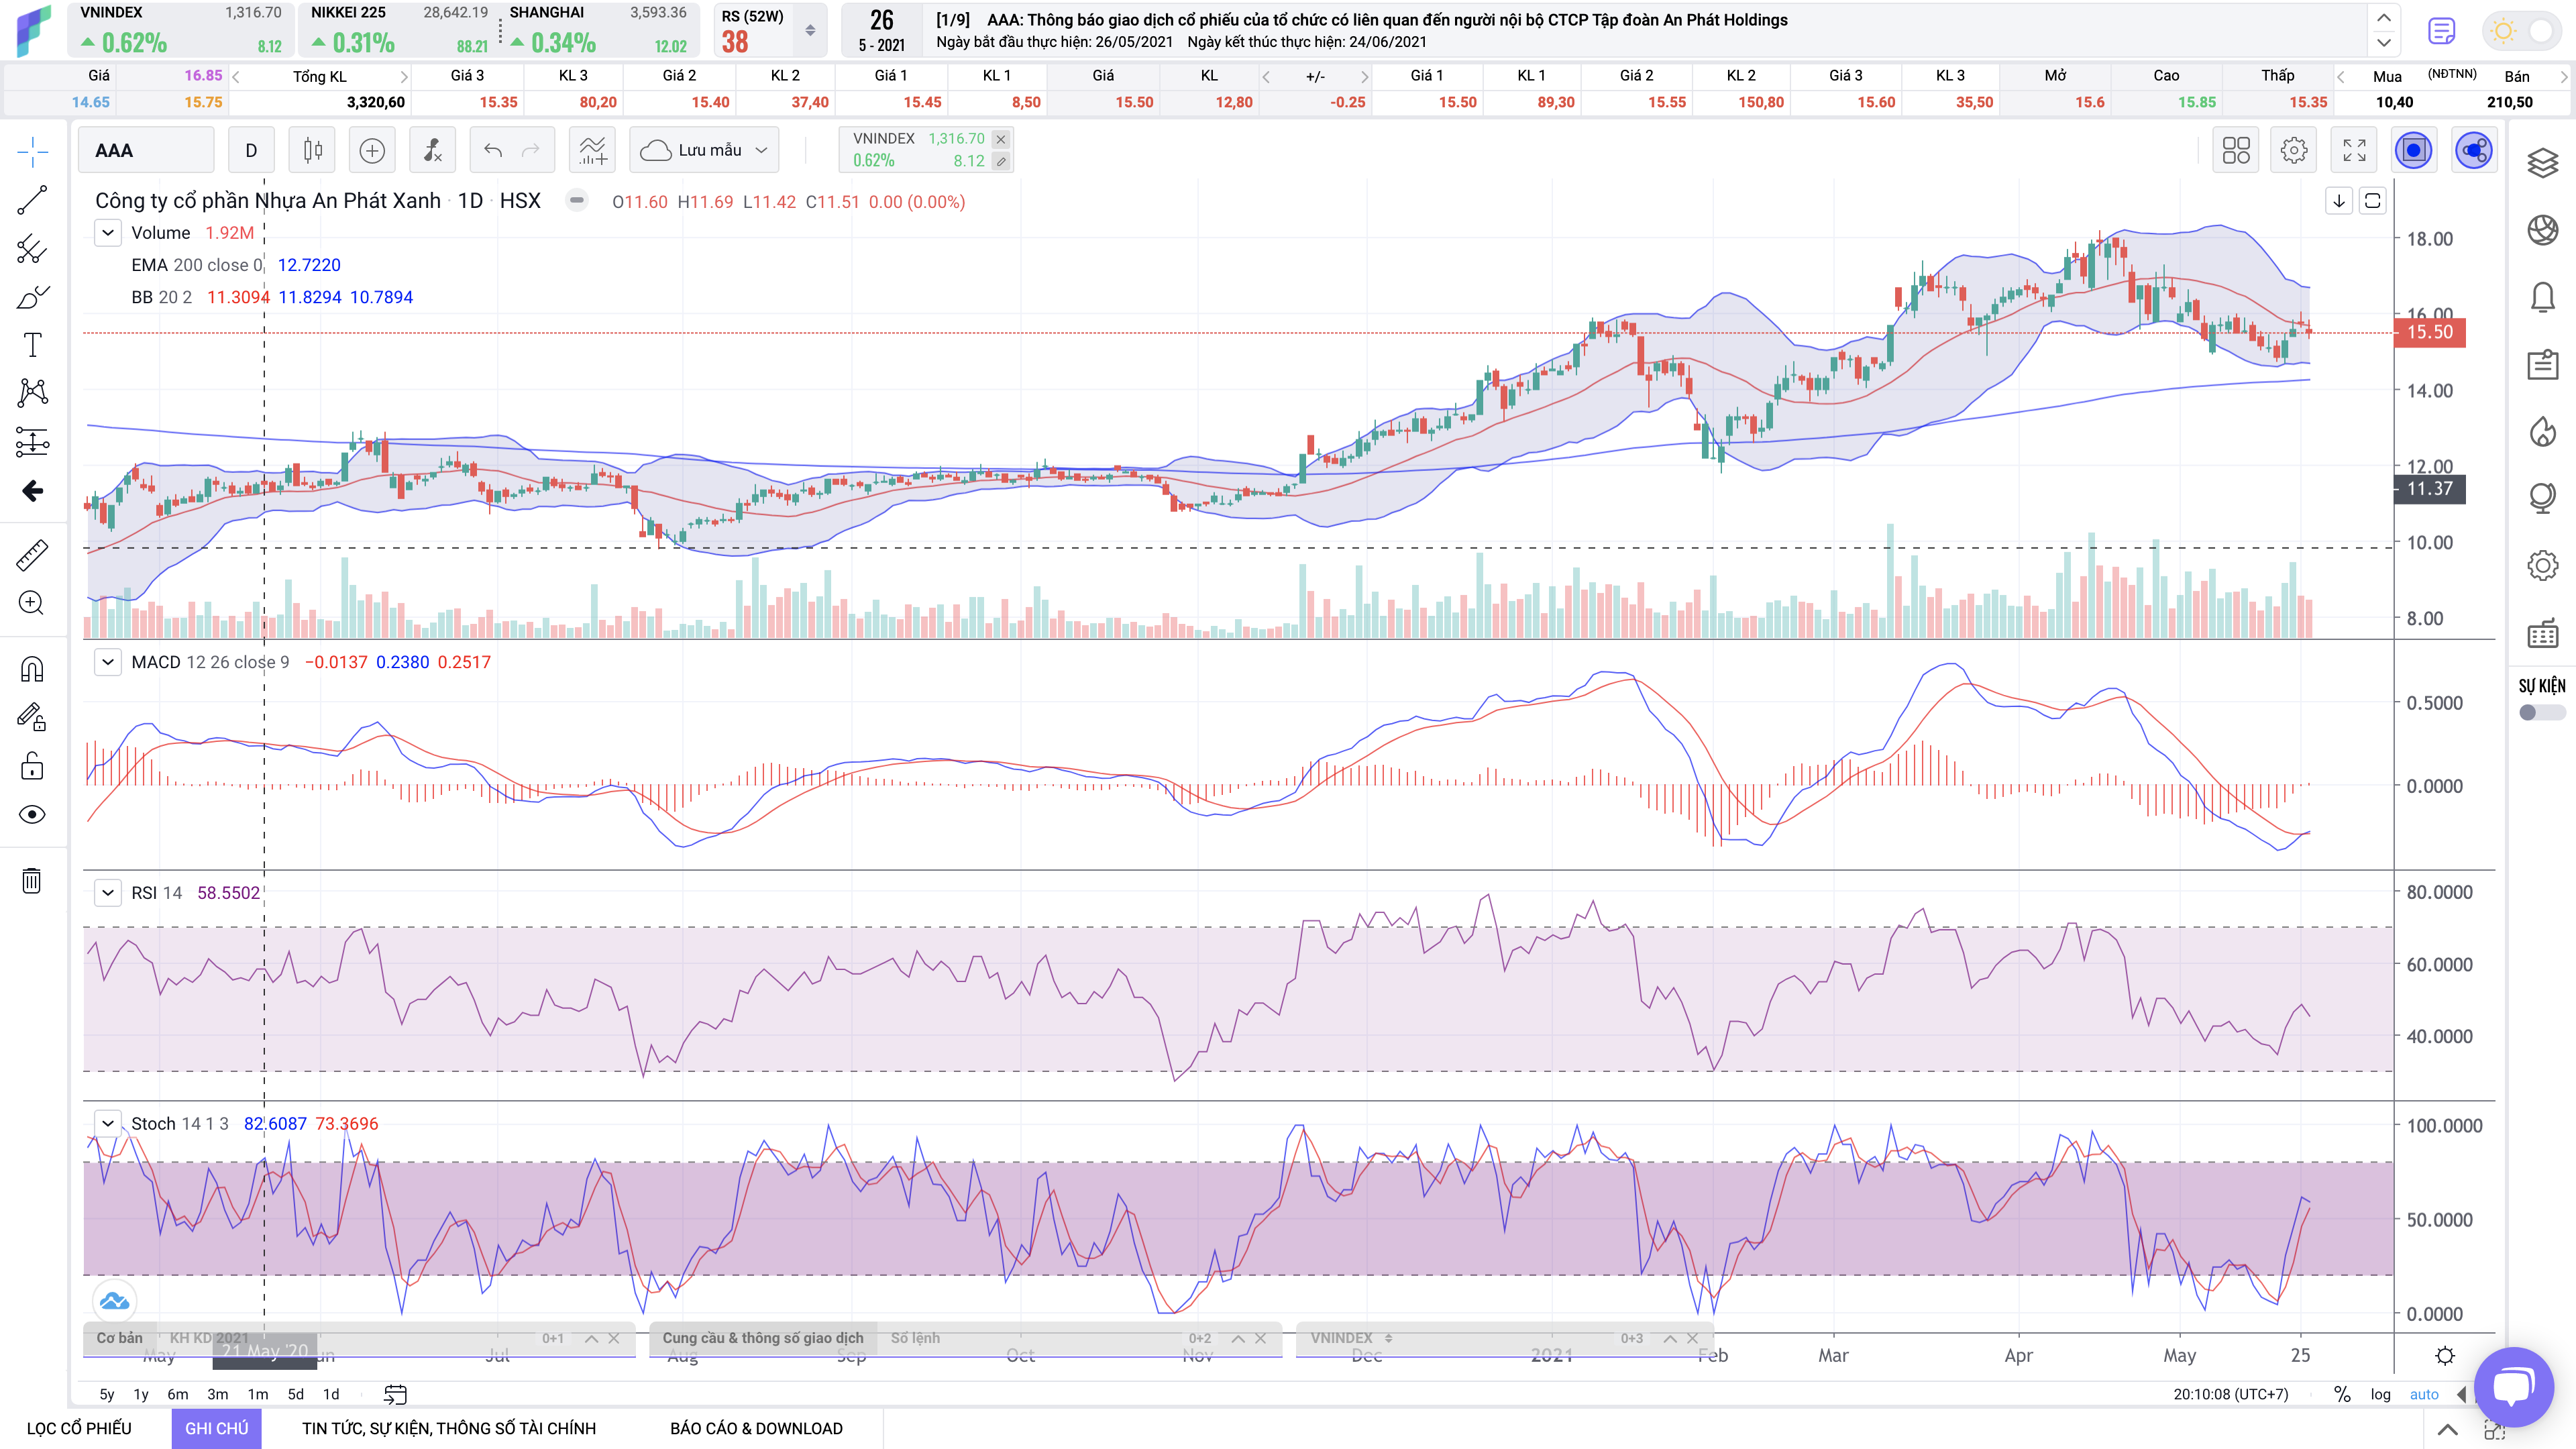 VNINDEX 1,316.70 NIKKEI 225 28,642.19 SHANGHAI 3,593.36 RS (52W) 26 [1/9] AAA: Thông báo giao dịch cổ phiếu của tổ chức có liên quan đến người nội bộ CTCP Tập đoàn An Phát Holdings
0.62% 8.12 0.31% 88.21 0.34% 12.02 38 5 - 2021 Ngày bắt đầu thực hiện: 26/05/2021 Ngày kết thúc thực hiện: 24/06/2021
Giá 16.85 Tổng KL Giá 3 KL 3 Giá 2 KL 2 Giá 1 KL 1 Giá KL +/- Giá 1 KL 1 Giá 2 KL 2 Giá 3 KL 3 Mở Cao Thấp Mua (NĐTNN) Bán
14.65 15.75 3,320,60 15.35 80,20 15.40 37,40 15.45 8,50 15.50 12,80 -0.25 15.50 89,30 15.55 150,80 15.60 35,50 15.6 15.85 15.35 10,40 210,50
AAA D Lưu mẫu VNINDEX 1,316.70
0.62% 8.12
Công ty cổ phần Nhựa An Phát Xanh · 1D · HSX O11.60 H11.69 L11.42 C11.51 0.00 (0.00%)
Volume 1.92M
18.00
EMA 200 close 0 12.7220
BB 20 2 11.3094 11.8294 10.7894
16.00
15.50
14.00
12.00
11.37
10.00
8.00
MACD 12 26 close 9 −0.0137 0.2380 0.2517
SỰ KIỆN
0.5000
0.0000
RSI 14 58.5502
80.0000
60.0000
40.0000
Stoch 14 1 3 82.6087 73.3696
100.0000
50.0000
0.0000
Cơ bản KH KD 2021 0+1 Cung cầu & thông số giao dịch Sổ lệnh 0+2 VNINDEX 0+3
May 21 May '20 Jun Jul Aug Sep Oct Nov Dec 2021 Feb Mar Apr May 25
5y 1y 6m 3m 1m 5d 1d 20:10:08 (UTC+7) % log auto
LỌC CỔ PHIẾU GHI CHÚ TIN TỨC, SỰ KIỆN, THÔNG SỐ TÀI CHÍNH BÁO CÁO & DOWNLOAD